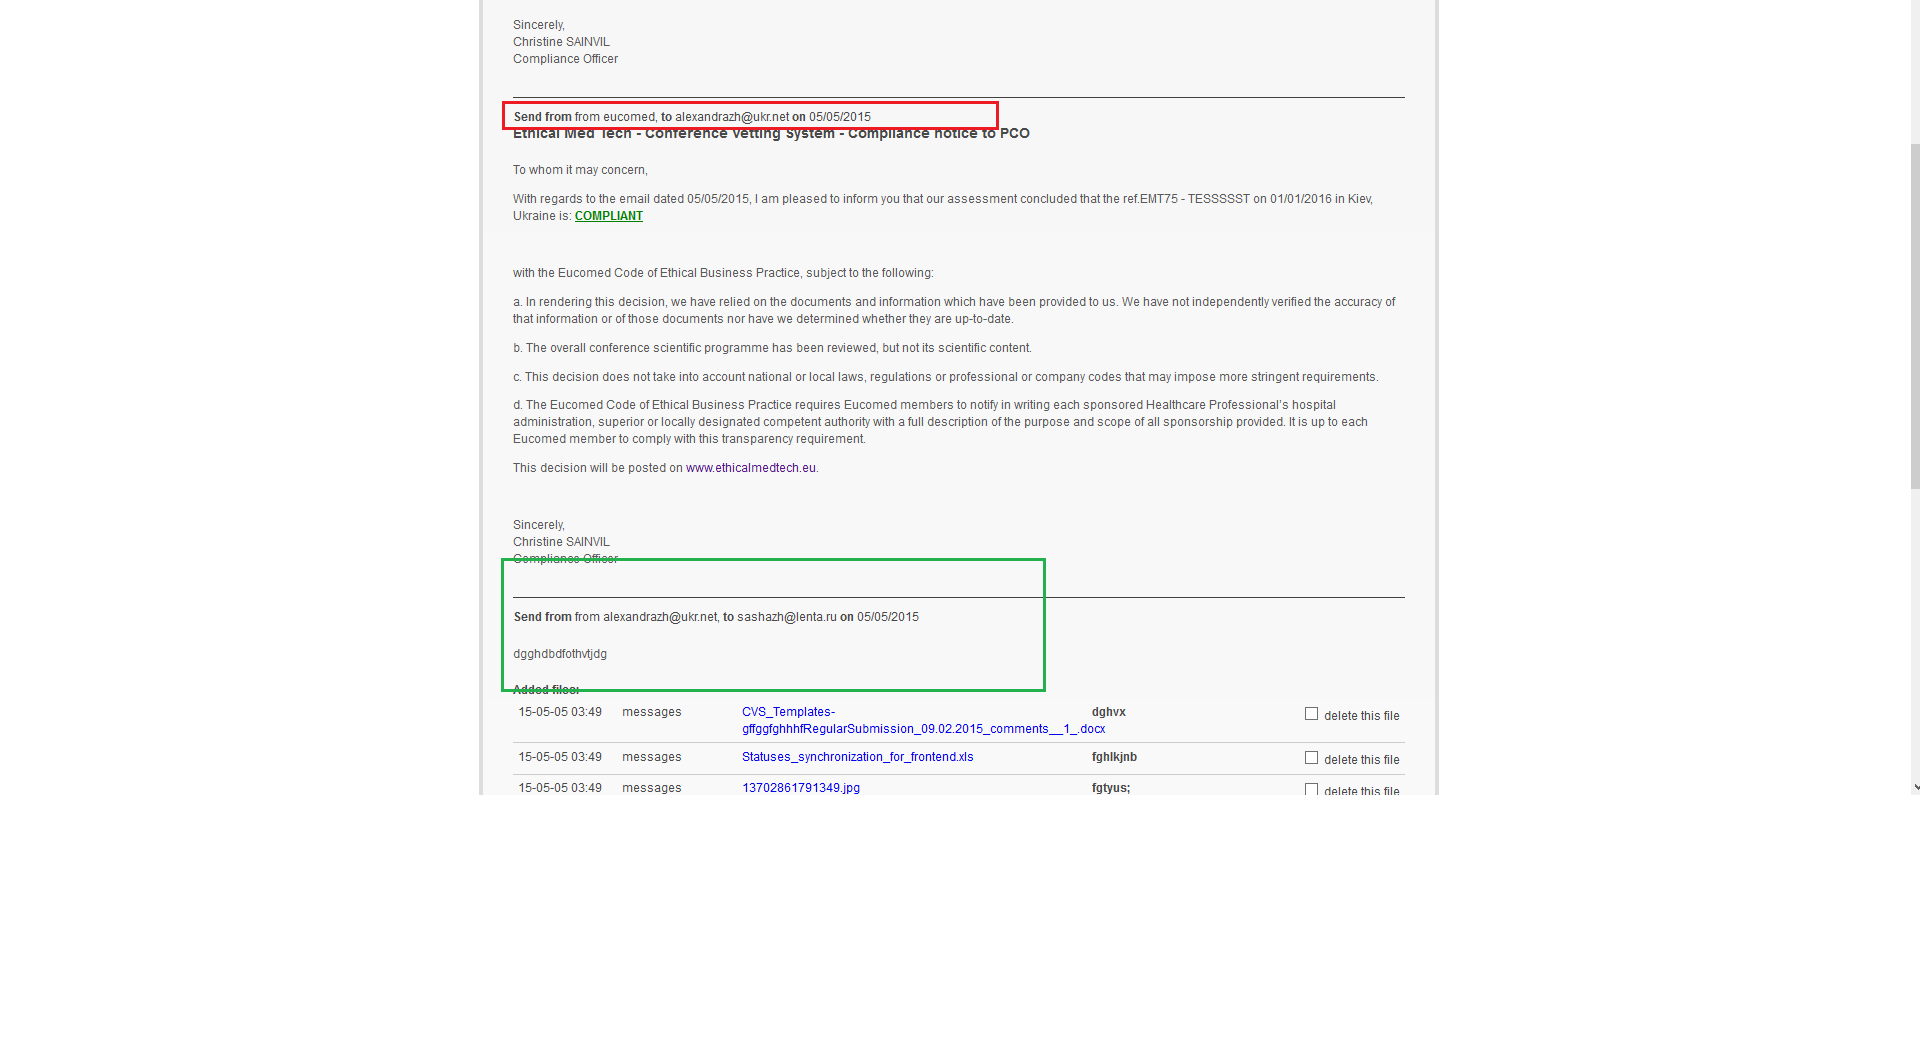 Sincerely,
Christine SAINVIL
Compliance Officer
Send from from eucomed, to alexandrazh@ukr.net on 05/05/2015
Ethical Med Tech - Conference Vetting System - Compliance notice to PCO
To whom it may concern,
With regards to the email dated 05/05/2015, I am pleased to inform you that our assessment concluded that the ref.EMT75 - TESSSSST on 01/01/2016 in Kiev,
Ukraine is: COMPLIANT
with the Eucomed Code of Ethical Business Practice, subject to the following:
a. In rendering this decision, we have relied on the documents and information which have been provided to us. We have not independently verified the accuracy of
that information or of those documents nor have we determined whether they are up-to-date.
b. The overall conference scientific programme has been reviewed, but not its scientific content.
c. This decision does not take into account national or local laws, regulations or professional or company codes that may impose more stringent requirements.
d. The Eucomed Code of Ethical Business Practice requires Eucomed members to notify in writing each sponsored Healthcare Professional's hospital
administration, superior or locally designated competent authority with a full description of the purpose and scope of all sponsorship provided. It is up to each
Eucomed member to comply with this transparency requirement.
This decision will be posted on www.ethicalmedtech.eu.
Sincerely,
Christine SAINVIL
Compliance Officer
Send from from alexandrazh@ukr.net, to sashazh@lenta.ru on 05/05/2015
dgghdbdfothvtjdg
Added files:
15-05-05 03:49 messages CVS_Templates- dghvx delete this file
gffggfghhhfRegularSubmission_09.02.2015_comments__1_.docx
15-05-05 03:49 messages Statuses_synchronization_for_frontend.xls fghlkjnb delete this file
15-05-05 03:49 messages 13702861791349.jpg fgtyus; delete this file